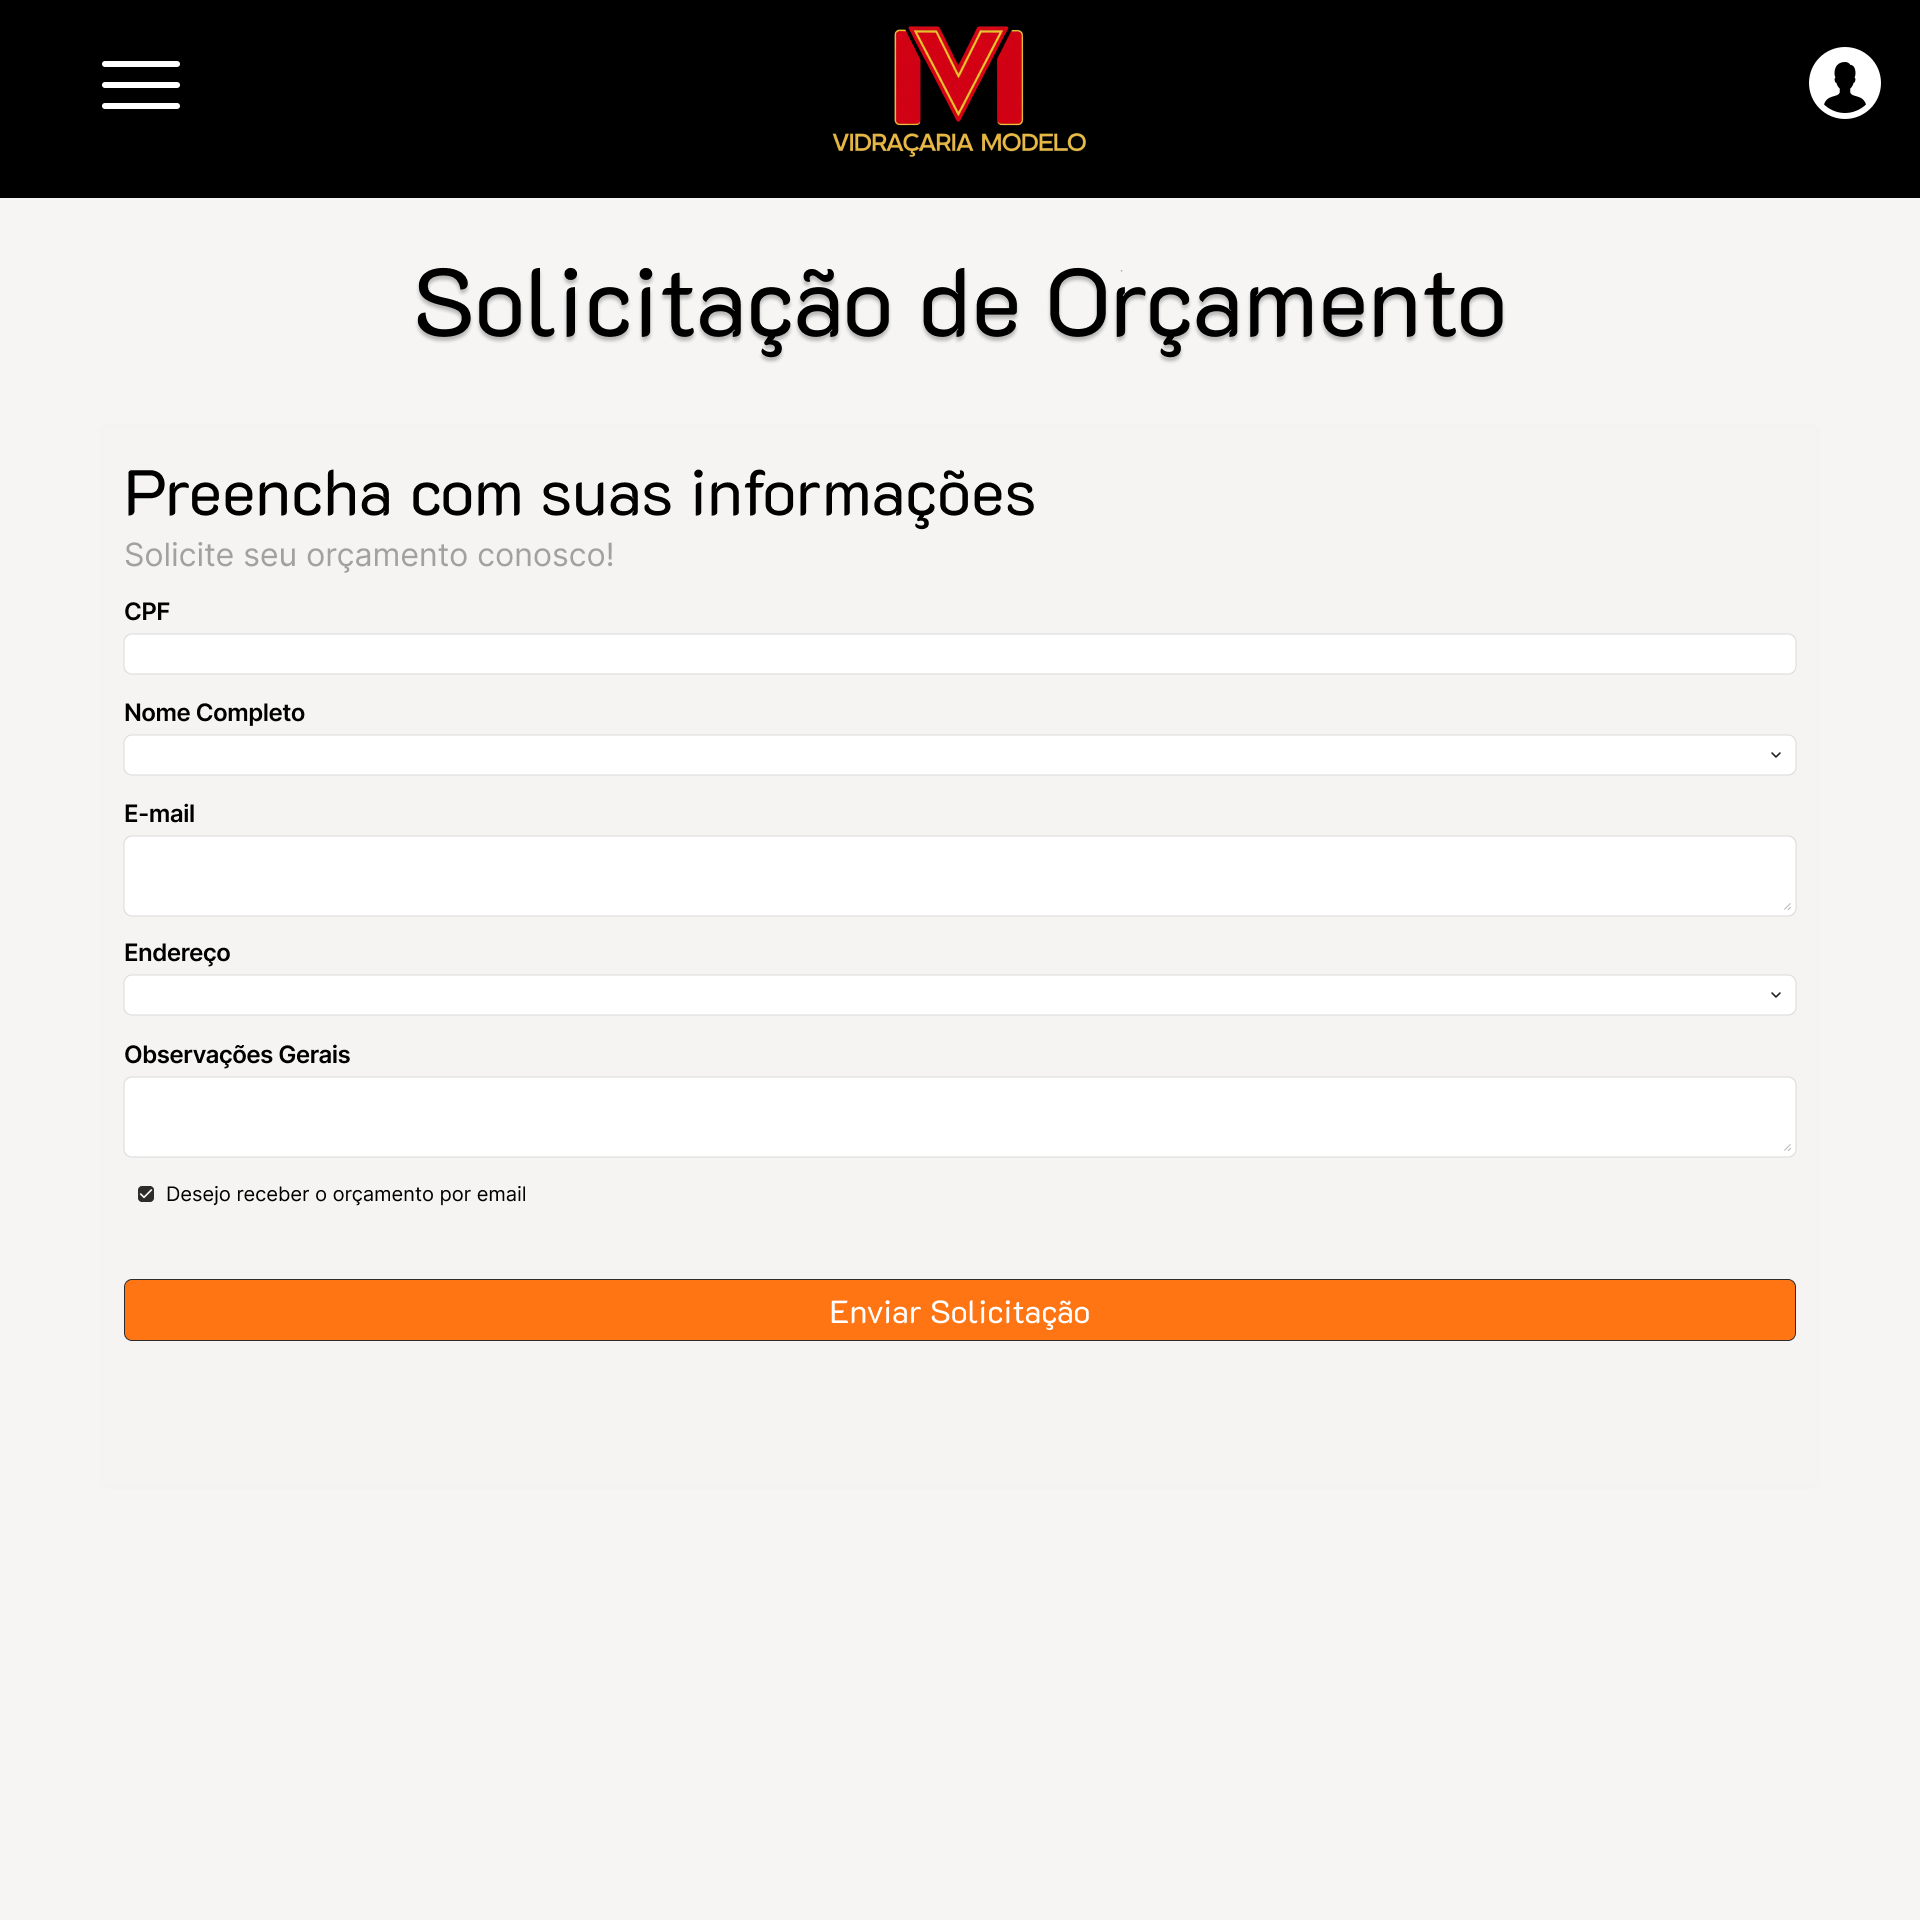 VIDRAÇARIA MODELO
Solicitação de Orçamento
Preencha com suas informações
Solicite seu orçamento conosco!
CPF
Nome Completo
E-mail
Endereço
Observações Gerais
Desejo receber o orçamento por email
Enviar Solicitação